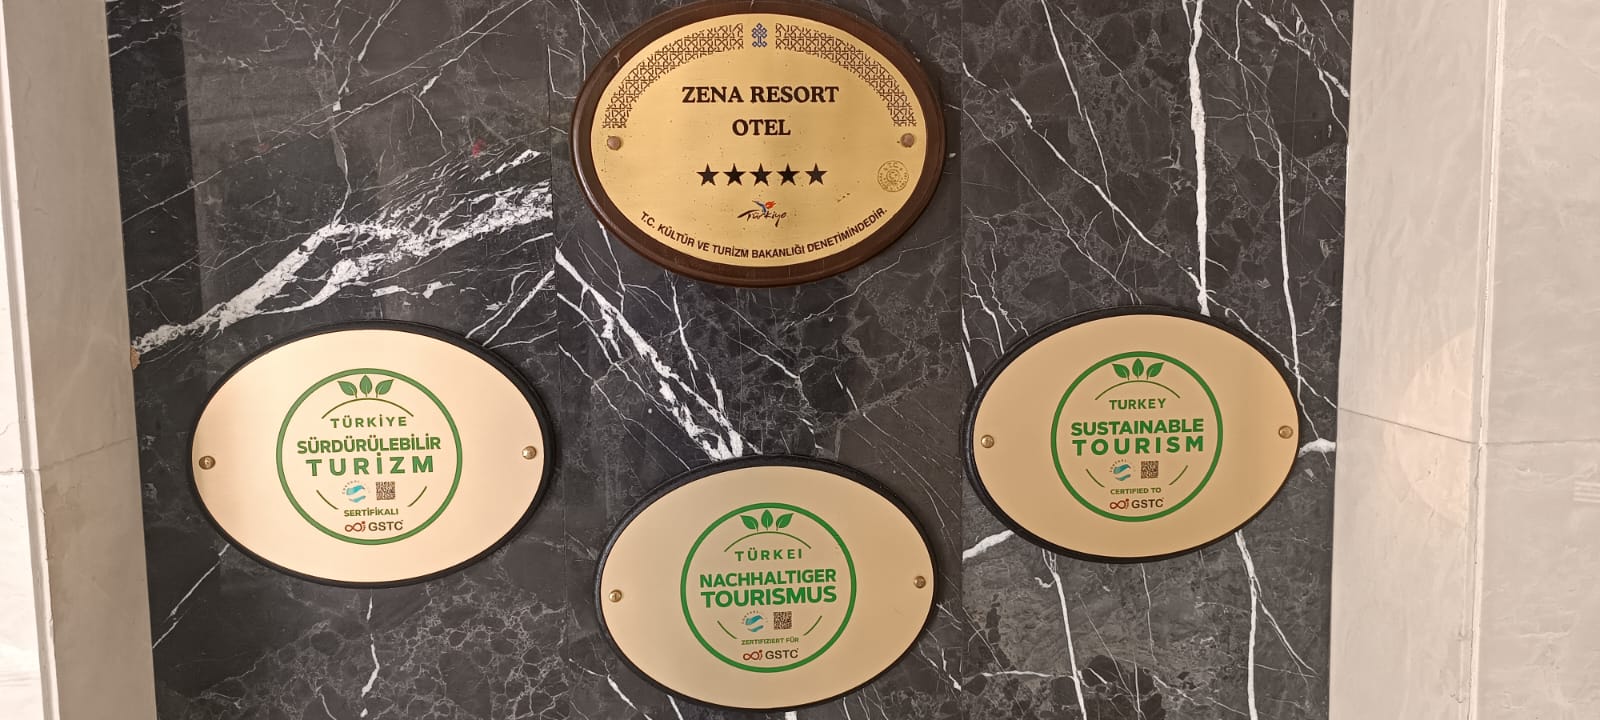 ZENA RESORT
OTEL
★★★★★
Türkiye
T.C. KÜLTÜR VE TURİZM BAKANLIĞI DENETİMİNDEDİR.
TÜRKİYE
SÜRDÜRÜLEBİLİR
TURİZM
SERTİFİKALI
GSTC
TÜRKEI
NACHHALTIGER
TOURISMUS
ZERTIFIZIERT FÜR
GSTC
TURKEY
SUSTAINABLE
TOURISM
CERTIFIED TO
GSTC